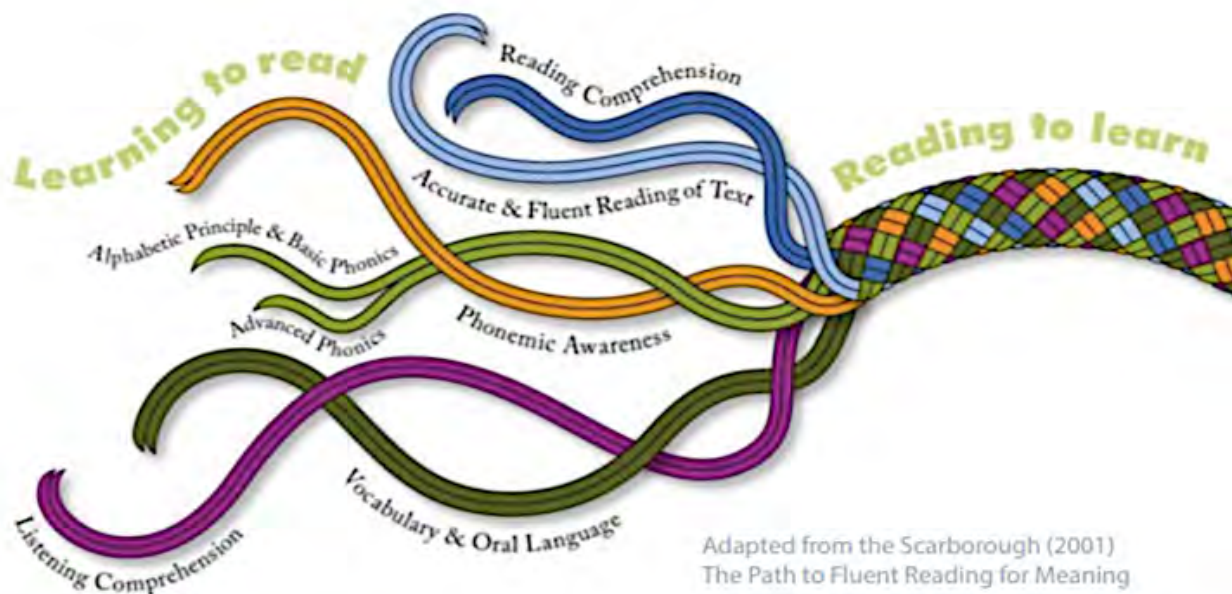 Learning to read
Reading Comprehension
Reading to learn
Accurate & Fluent Reading of Text
Alphabetic Principle & Basic Phonics
Advanced Phonics
Phonemic Awareness
Vocabulary & Oral Language
Listening Comprehension
Adapted from the Scarborough (2001)
The Path to Fluent Reading for Meaning